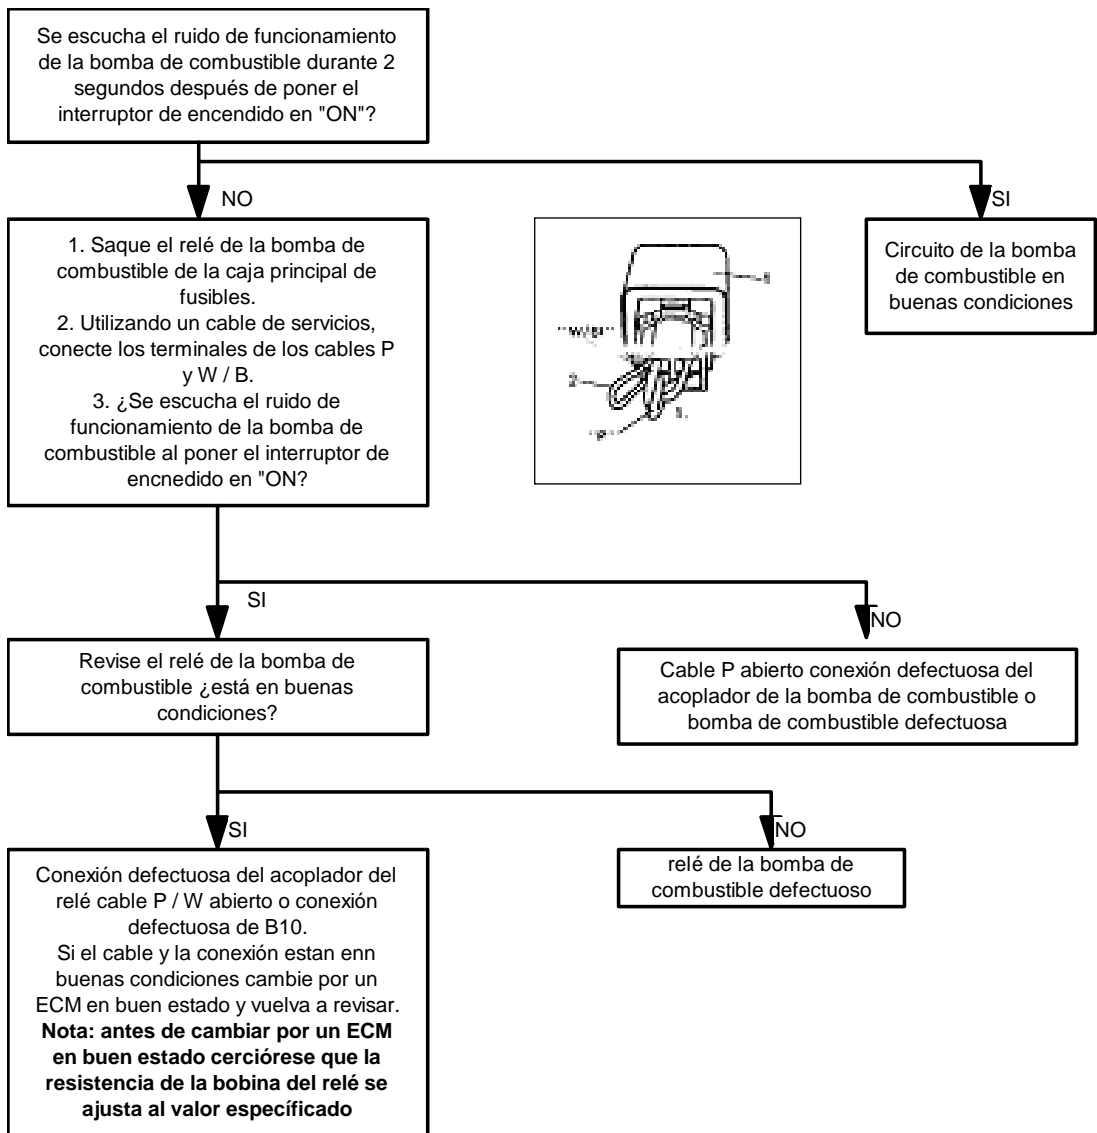 Se escucha el ruido de funcionamiento
de la bomba de combustible durante 2
segundos después de poner el
interruptor de encendido en "ON"?
NO
SI
1. Saque el relé de la bomba de
combustible de la caja principal de
fusibles.
2. Utilizando un cable de servicios,
conecte los terminales de los cables P
y W / B.
3. ¿Se escucha el ruido de
funcionamiento de la bomba de
combustible al poner el interruptor de
encnedido en "ON?
2
Circuito de la bomba
de combustible en
buenas condiciones
SI
NO
Revise el relé de la bomba de
combustible ¿está en buenas
condiciones?
Cable P abierto conexión defectuosa del
acoplador de la bomba de combustible o
bomba de combustible defectuosa
SI
NO
Conexión defectuosa del acoplador del
relé cable P / W abierto o conexión
defectuosa de B10.
Si el cable y la conexión estan enn
buenas condiciones cambie por un
ECM en buen estado y vuelva a revisar.
Nota: antes de cambiar por un ECM
en buen estado cerciórese que la
resistencia de la bobina del relé se
ajusta al valor específicado
relé de la bomba de
combustible defectuoso